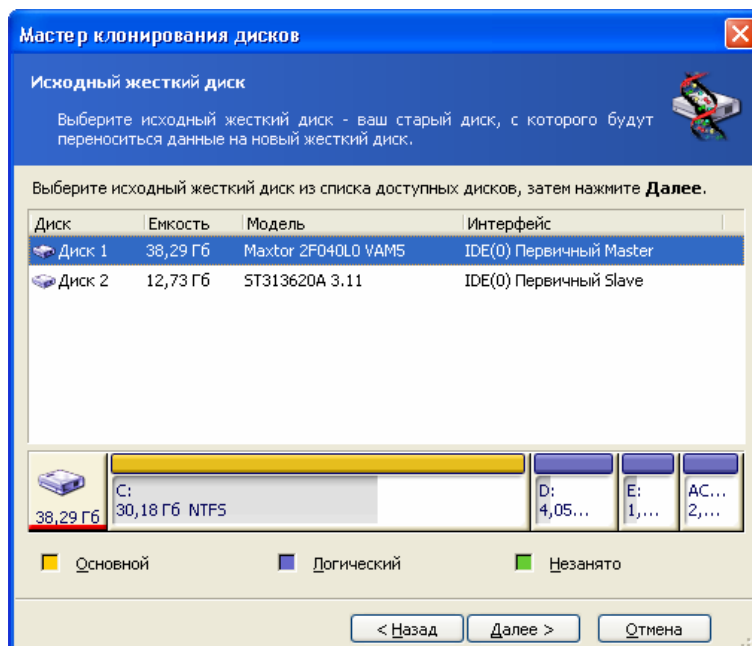 Мастер клонирования дисков
Исходный жесткий диск
Выберите исходный жесткий диск - ваш старый диск, с которого будут
переноситься данные на новый жесткий диск.
Выберите исходный жесткий диск из списка доступных дисков, затем нажмите Далее.
Диск Емкость Модель Интерфейс
Диск 1 38,29 Гб Maxtor 2F040L0 VAM5 IDE(0) Первичный Master
Диск 2 12,73 Гб ST313620A 3.11 IDE(0) Первичный Slave
C: D: E: AC...
38,29 Гб 30,18 Гб NTFS 4,05... 1,... 2,...
Основной Логический Незанято
< Назад Далее > Отмена